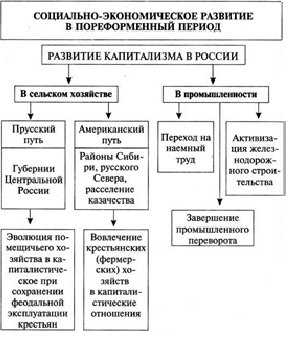 СОЦИАЛЬНО-ЭКОНОМИЧЕСКОЕ РАЗВИТИЕ
В ПОРЕФОРМЕННЫЙ ПЕРИОД
РАЗВИТИЕ КАПИТАЛИЗМА В РОССИИ
В сельском хозяйстве
В промышленности
Прусский
путь
Губернии
Центральной
России
Эволюция по-
мещичьего хо-
зяйства в ка-
питалистиче-
ское при
сохранении
феодальной
эксплуатации
крестьян
Американский
путь
Районы Сиби-
ри, русского
Севера,
расселение
казачества
Вовлечение
крестьянских
(фермер-
ских) хо-
зяйств
в капитали-
стические
отношения
Переход на
наемный
труд
Активиза-
ция желез-
нодорож-
ного строи-
тельства
Завершение
промышленного
переворота